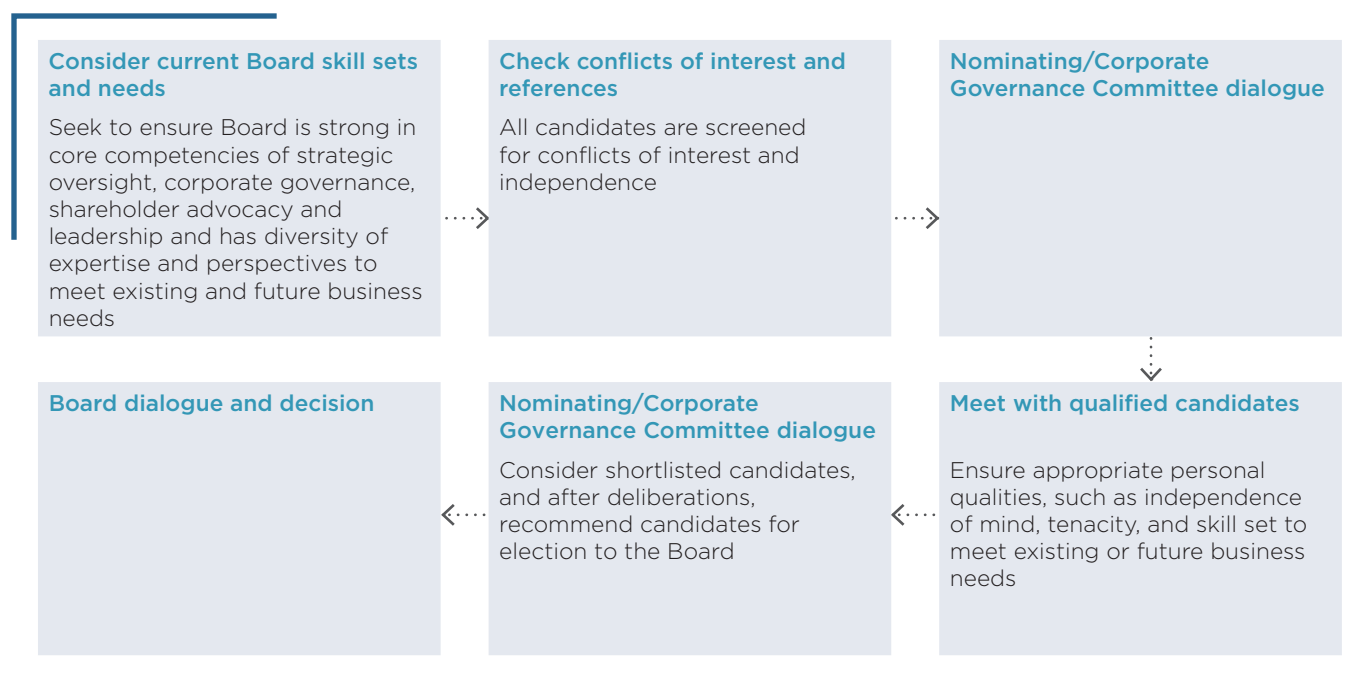 Consider current Board skill sets
and needs
Seek to ensure Board is strong in
core competencies of strategic
oversight, corporate governance,
shareholder advocacy and
leadership and has diversity of
expertise and perspectives to
meet existing and future business
needs
Check conflicts of interest and
references
All candidates are screened
for conflicts of interest and
independence
Nominating/Corporate
Governance Committee dialogue
Meet with qualified candidates
Ensure appropriate personal
qualities, such as independence
of mind, tenacity, and skill set to
meet existing or future business
needs
Nominating/Corporate
Governance Committee dialogue
Consider shortlisted candidates,
and after deliberations,
recommend candidates for
election to the Board
Board dialogue and decision